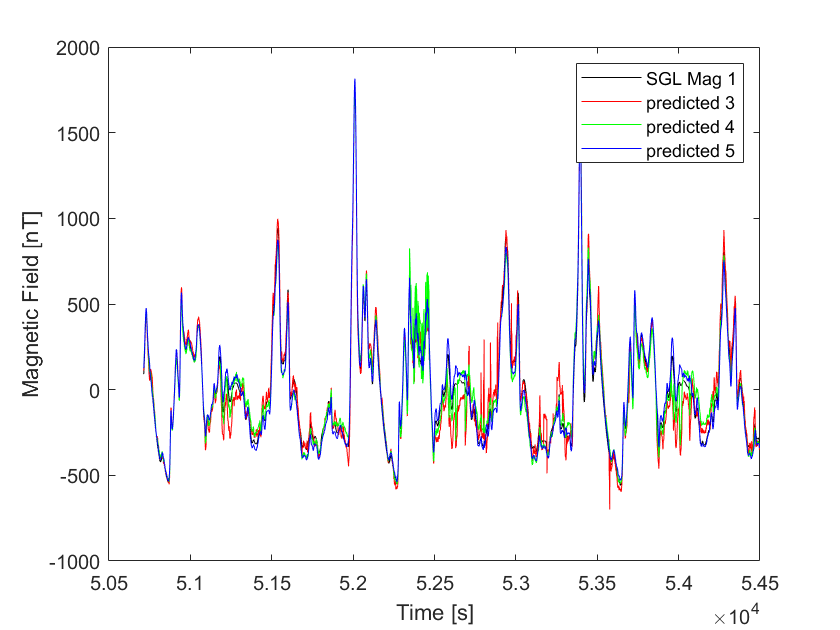 2000
1500
1000
500
0
-500
-1000
Magnetic Field [nT]
SGL Mag 1
predicted 3
predicted 4
predicted 5
5.05 5.1 5.15 5.2 5.25 5.3 5.35 5.4 5.45
Time [s]
×10⁴